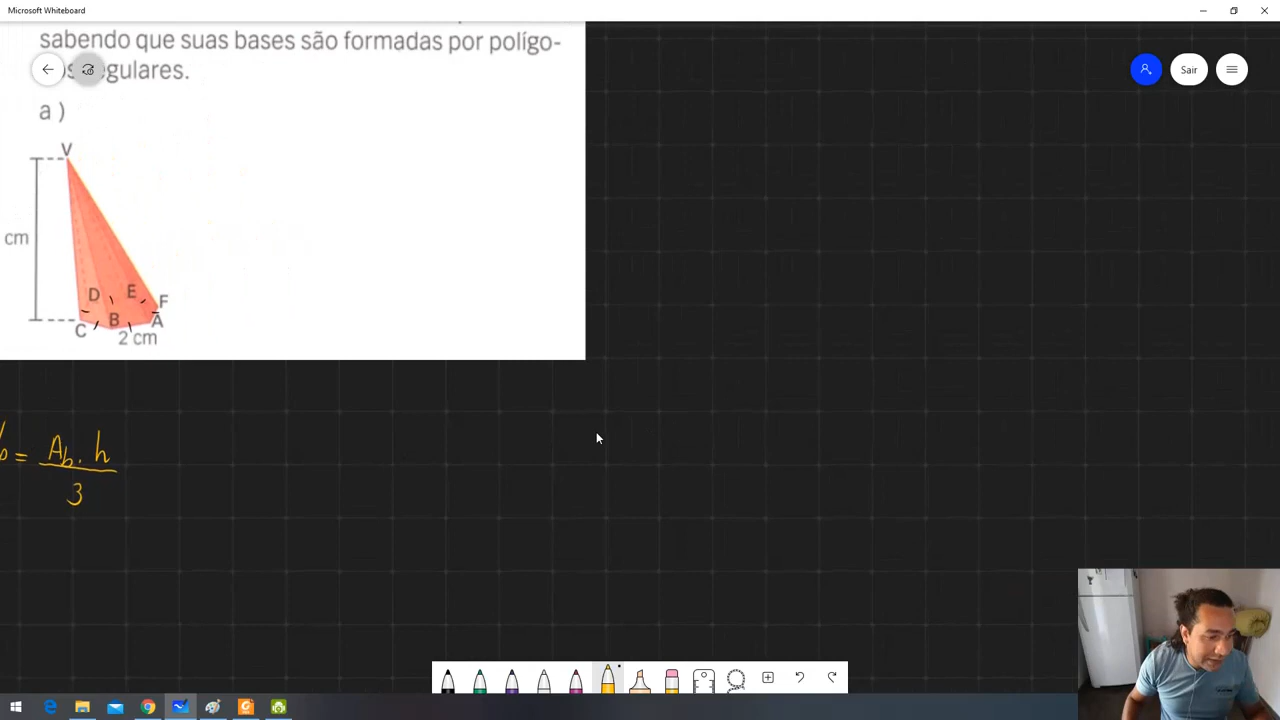 Microsoft Whiteboard
sabendo que suas bases são formadas por polígo-
gulares.
Sair
a )
V
cm
D E F
C B A
2 cm
= Ab . h
3